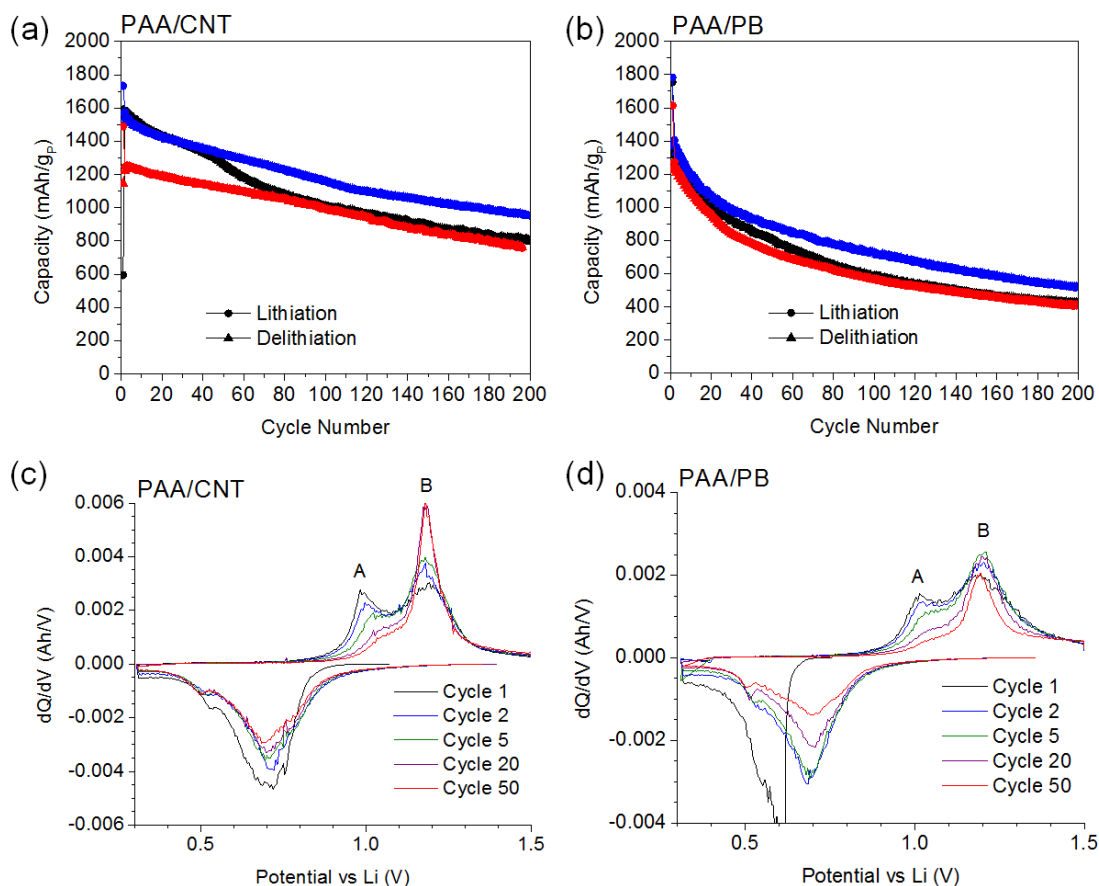 (a) PAA/CNT
2000
1800
1600
1400
1200
1000
800
600
400
200
0
Capacity (mAh/gP)
Lithiation
Delithiation
0 20 40 60 80 100 120 140 160 180 200
Cycle Number
(b) PAA/PB
2000
1800
1600
1400
1200
1000
800
600
400
200
0
Capacity (mAh/gP)
Lithiation
Delithiation
0 20 40 60 80 100 120 140 160 180 200
Cycle Number
(c) PAA/CNT
0.006
0.004
0.002
0.000
-0.002
-0.004
-0.006
dQ/dV (Ah/V)
A
B
Cycle 1
Cycle 2
Cycle 5
Cycle 20
Cycle 50
0.5 1.0 1.5
Potential vs Li (V)
(d) PAA/PB
0.004
0.002
0.000
-0.002
-0.004
dQ/dV (Ah/V)
A
B
Cycle 1
Cycle 2
Cycle 5
Cycle 20
Cycle 50
0.5 1.0 1.5
Potential vs Li (V)